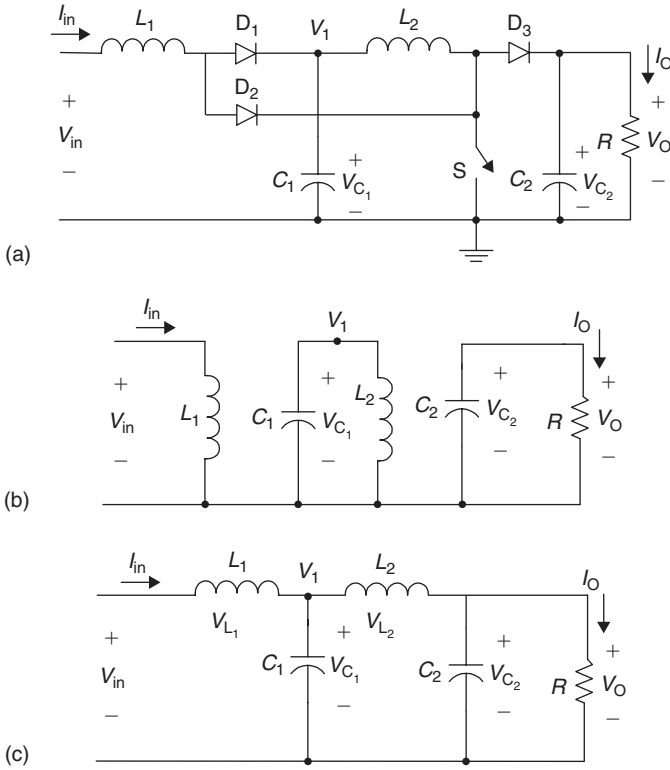 I_in L_1 D_1 V_1 L_2 D_3 I_O
D_2
+ V_in − C_1 + V_C1 − S C_2 + V_C2 − R + V_O −
(a)
I_in V_1 I_O
+ V_in − L_1 C_1 + V_C1 − L_2 C_2 + V_C2 − R + V_O −
(b)
I_in L_1 V_1 L_2 I_O
V_L1 V_L2
+ V_in − C_1 + V_C1 − C_2 + V_C2 − R + V_O −
(c)